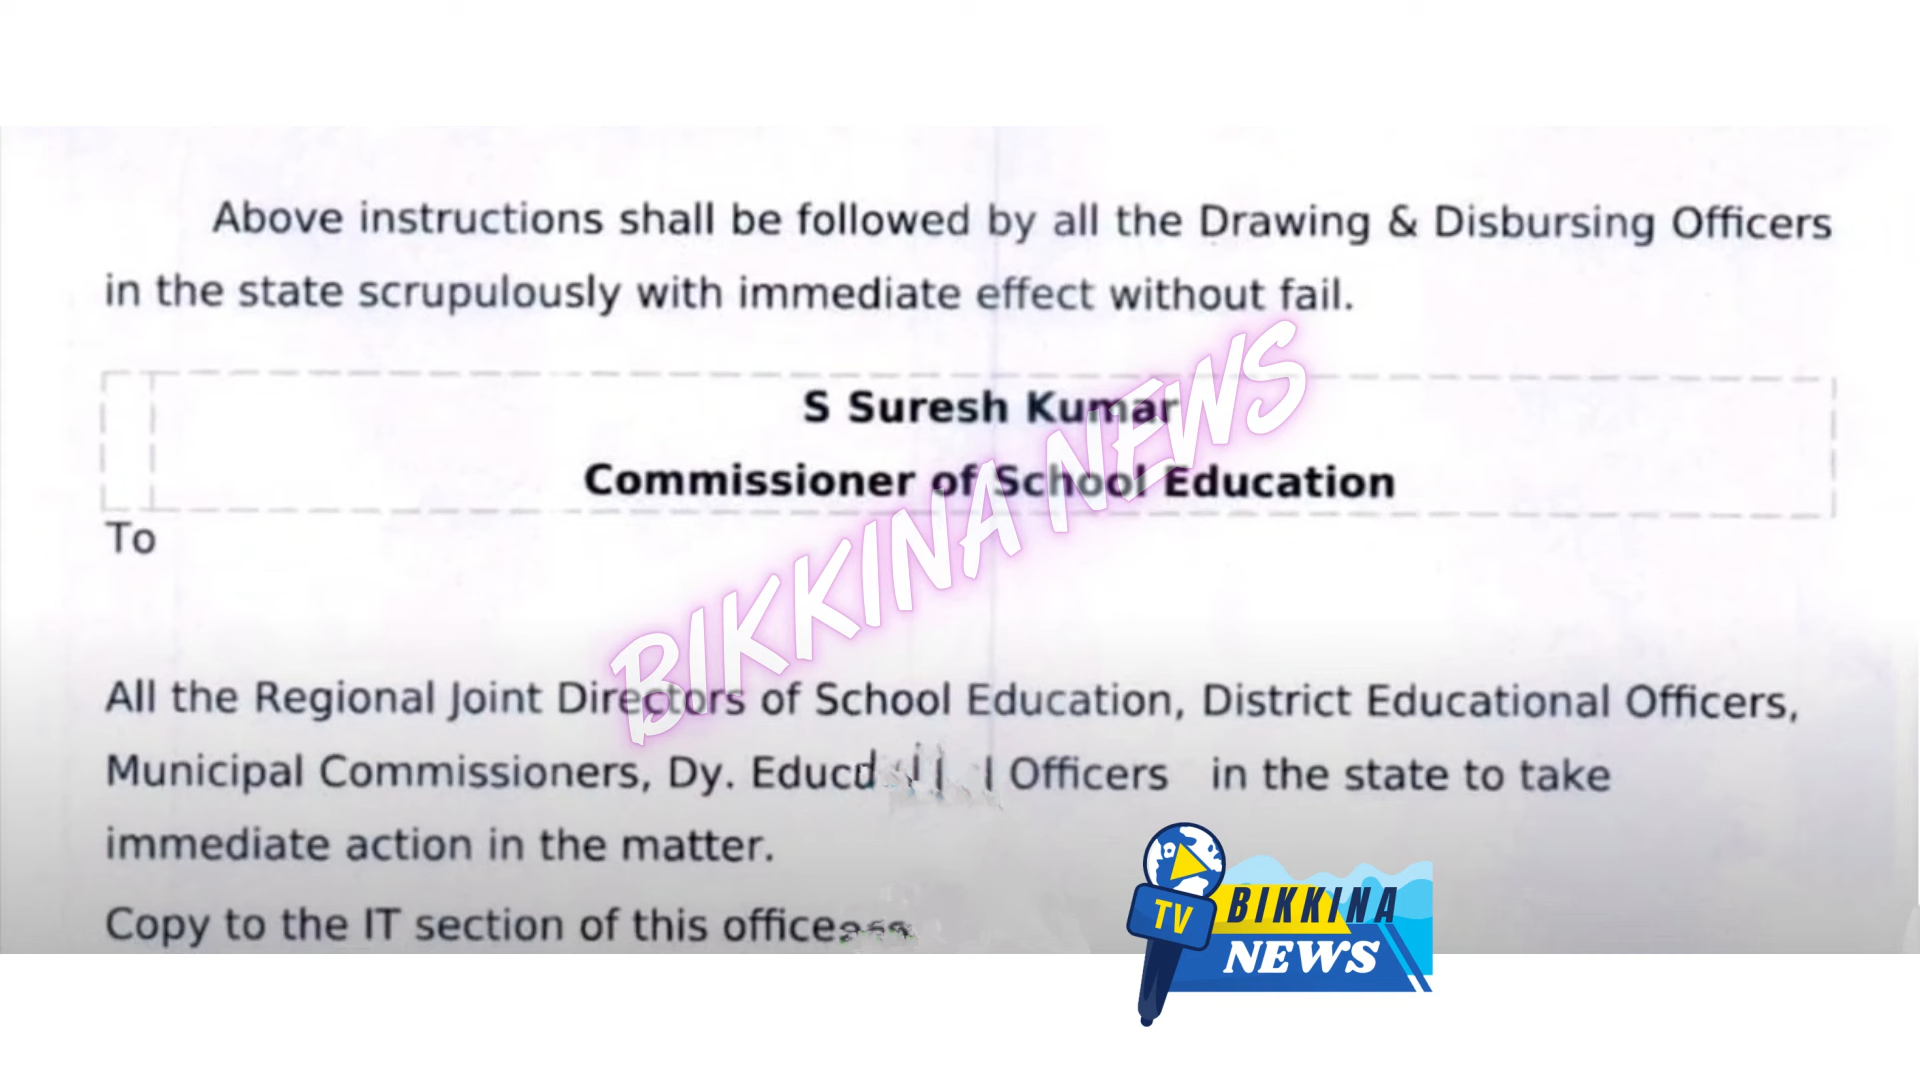 Above instructions shall be followed by all the Drawing & Disbursing Officers
in the state scrupulously with immediate effect without fail.
S Suresh Kumar
Commissioner of School Education
To
BIKKINA NEWS
All the Regional Joint Directors of School Education, District Educational Officers,
Municipal Commissioners, Dy. Officers in the state to take
immediate action in the matter.
Copy to the IT section of this office
TV
BIKKINA
NEWS